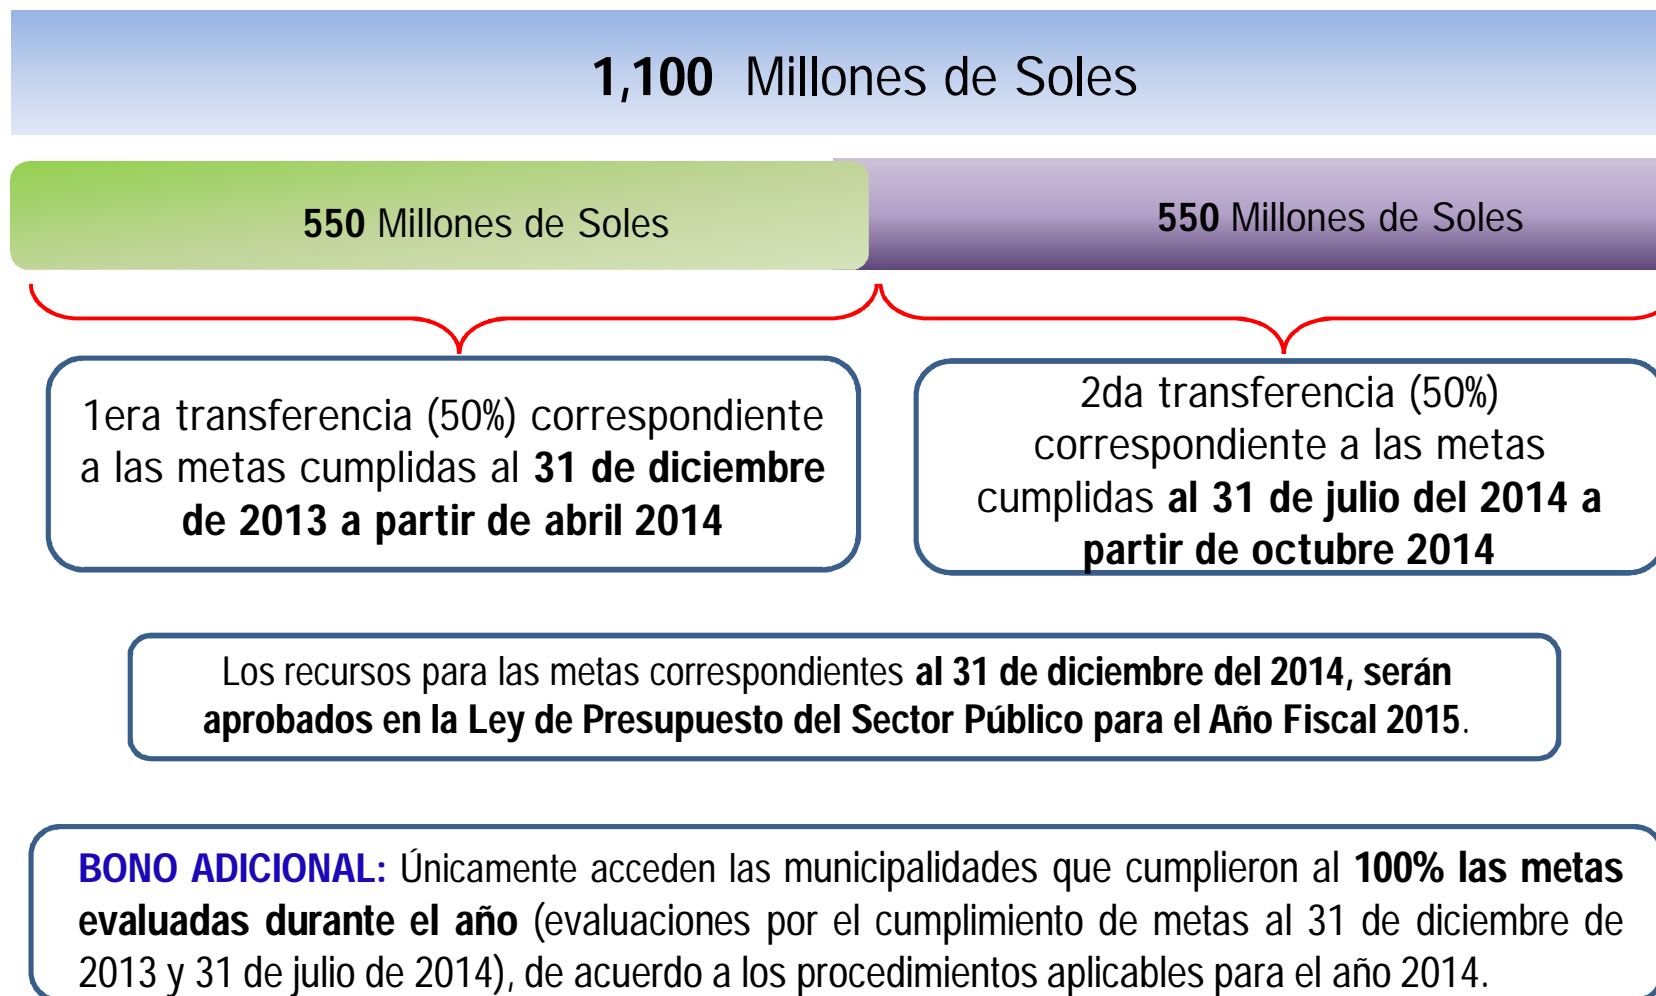 1,100 Millones de Soles
550 Millones de Soles
550 Millones de Soles
1era transferencia (50%) correspondiente
a las metas cumplidas al 31 de diciembre
de 2013 a partir de abril 2014
2da transferencia (50%)
correspondiente a las metas
cumplidas al 31 de julio del 2014 a
partir de octubre 2014
Los recursos para las metas correspondientes al 31 de diciembre del 2014, serán
aprobados en la Ley de Presupuesto del Sector Público para el Año Fiscal 2015.
BONO ADICIONAL: Únicamente acceden las municipalidades que cumplieron al 100% las metas
evaluadas durante el año (evaluaciones por el cumplimiento de metas al 31 de diciembre de
2013 y 31 de julio de 2014), de acuerdo a los procedimientos aplicables para el año 2014.